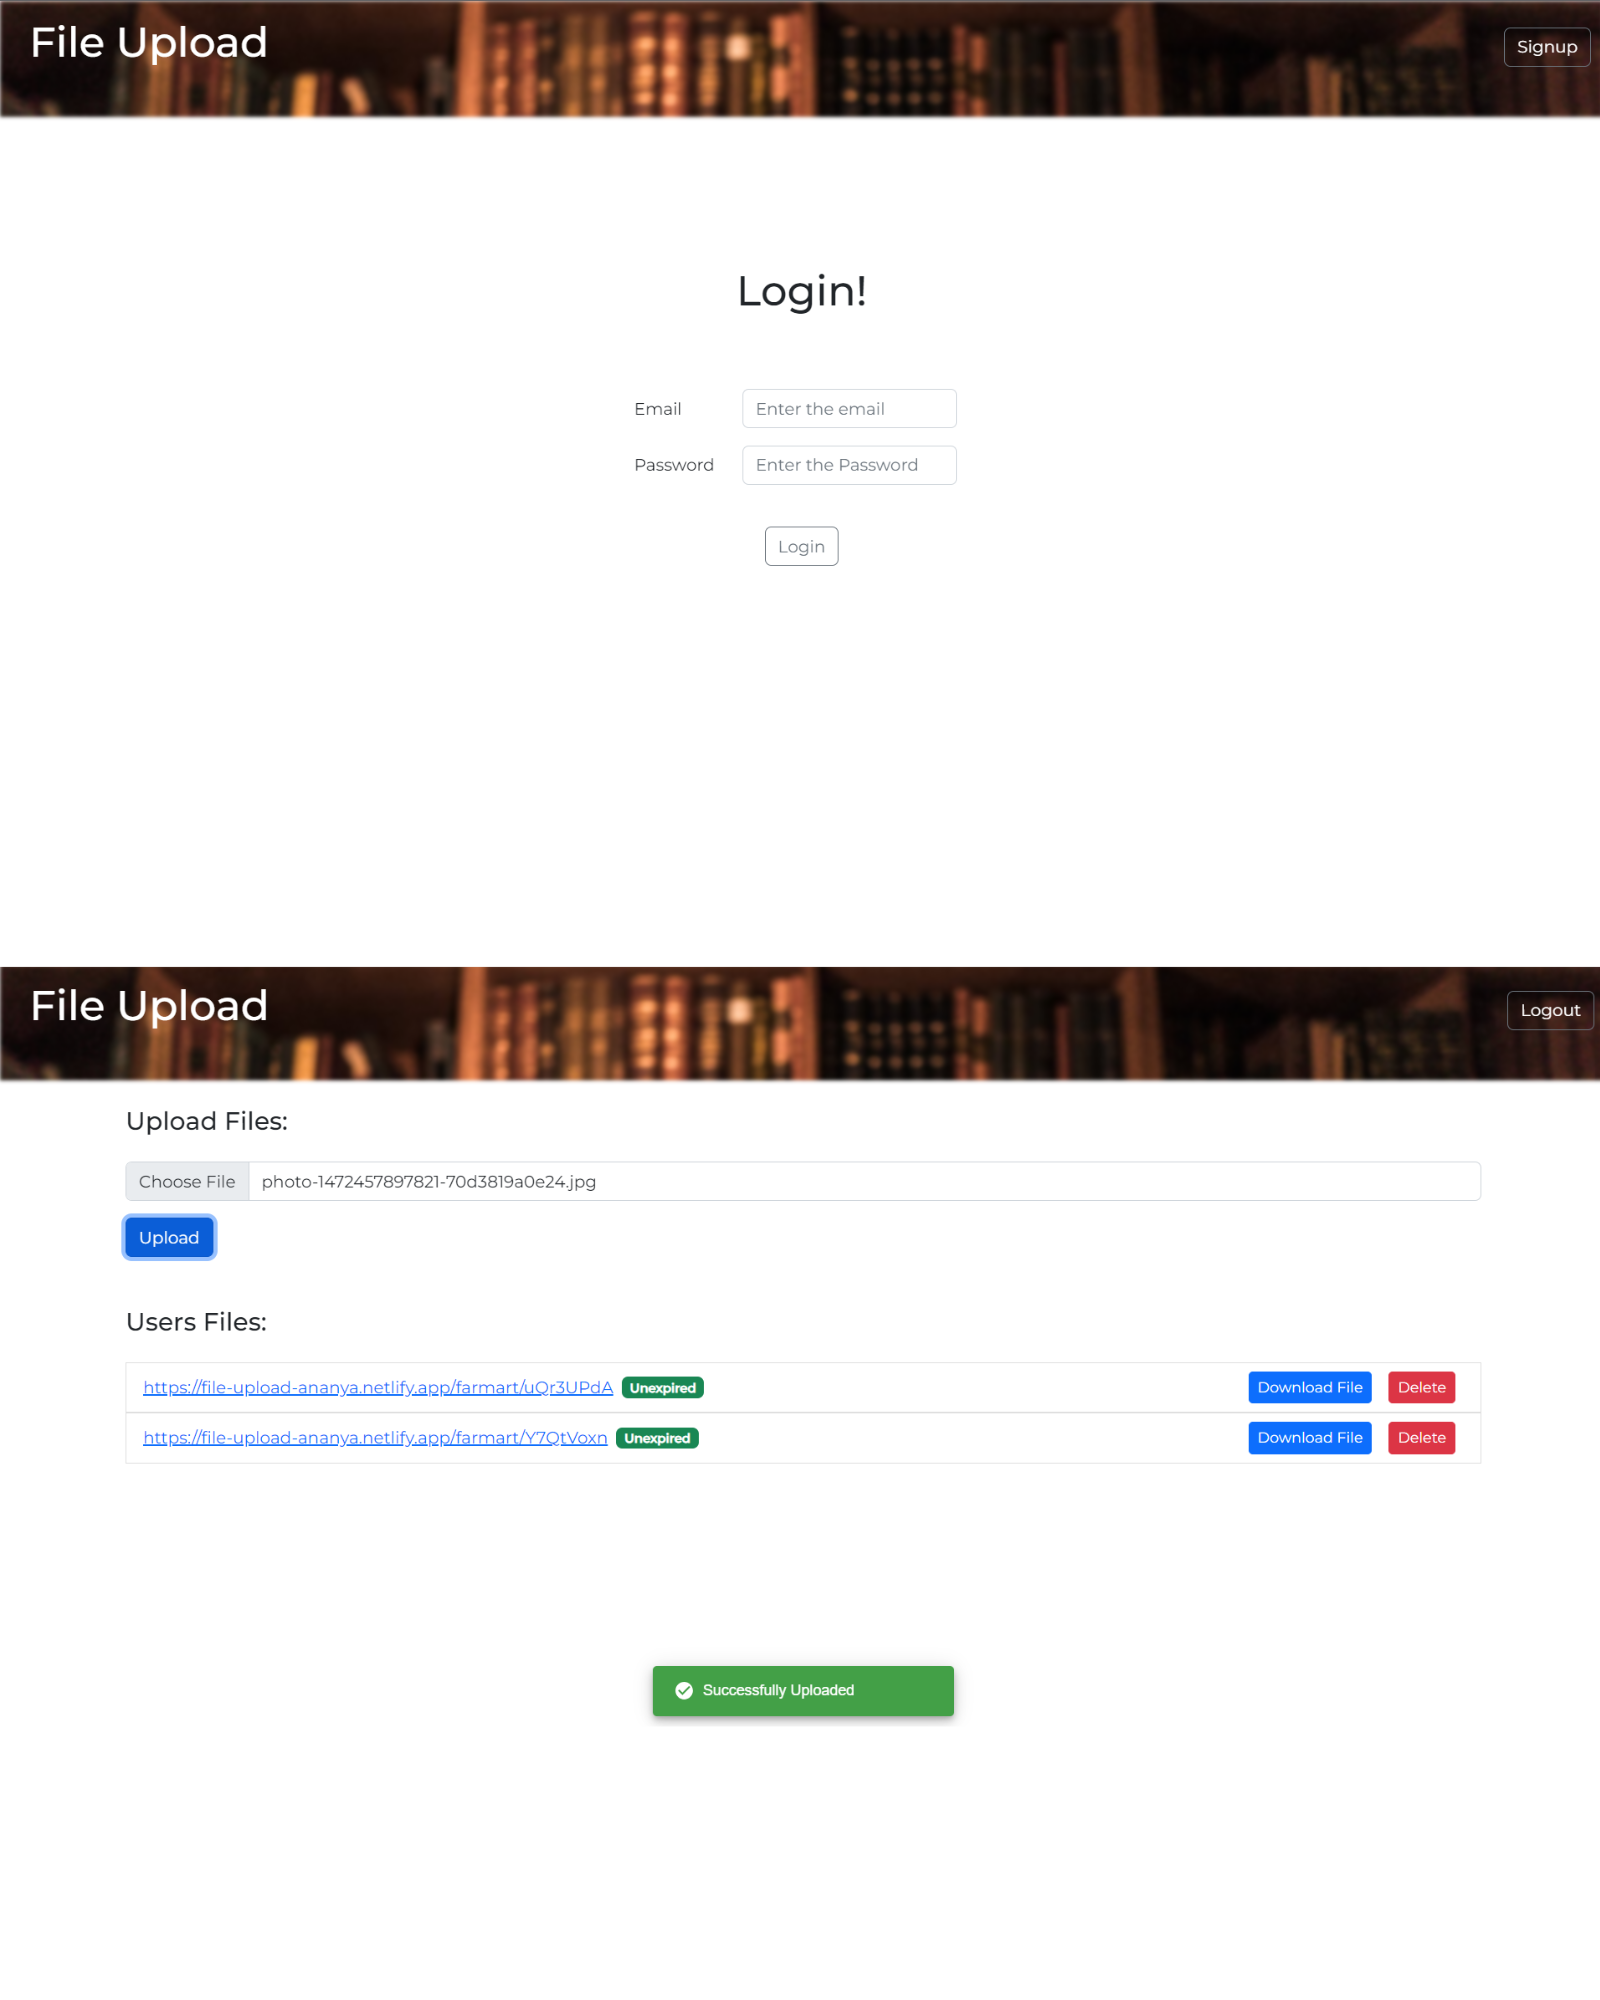 File Upload
Signup
Login!
Email
Enter the email
Password
Enter the Password
Login
File Upload
Logout
Upload Files:
Choose File photo-1472457897821-70d3819a0e24.jpg
Upload
Users Files:
https://file-upload-ananya.netlify.app/farmart/uQr3UPdA Unexpired Download File Delete
https://file-upload-ananya.netlify.app/farmart/Y7QtVoxn Unexpired Download File Delete
Successfully Uploaded